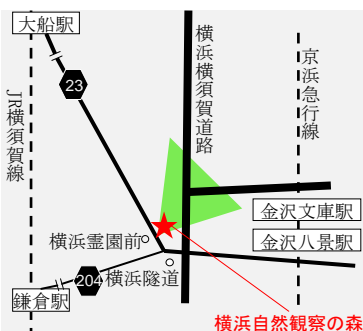 大船駅
23
JR横須賀線
横浜横須賀道路
京浜急行線
金沢文庫駅
金沢八景駅
横浜霊園前
横浜隧道
204
鎌倉駅
横浜自然観察の森